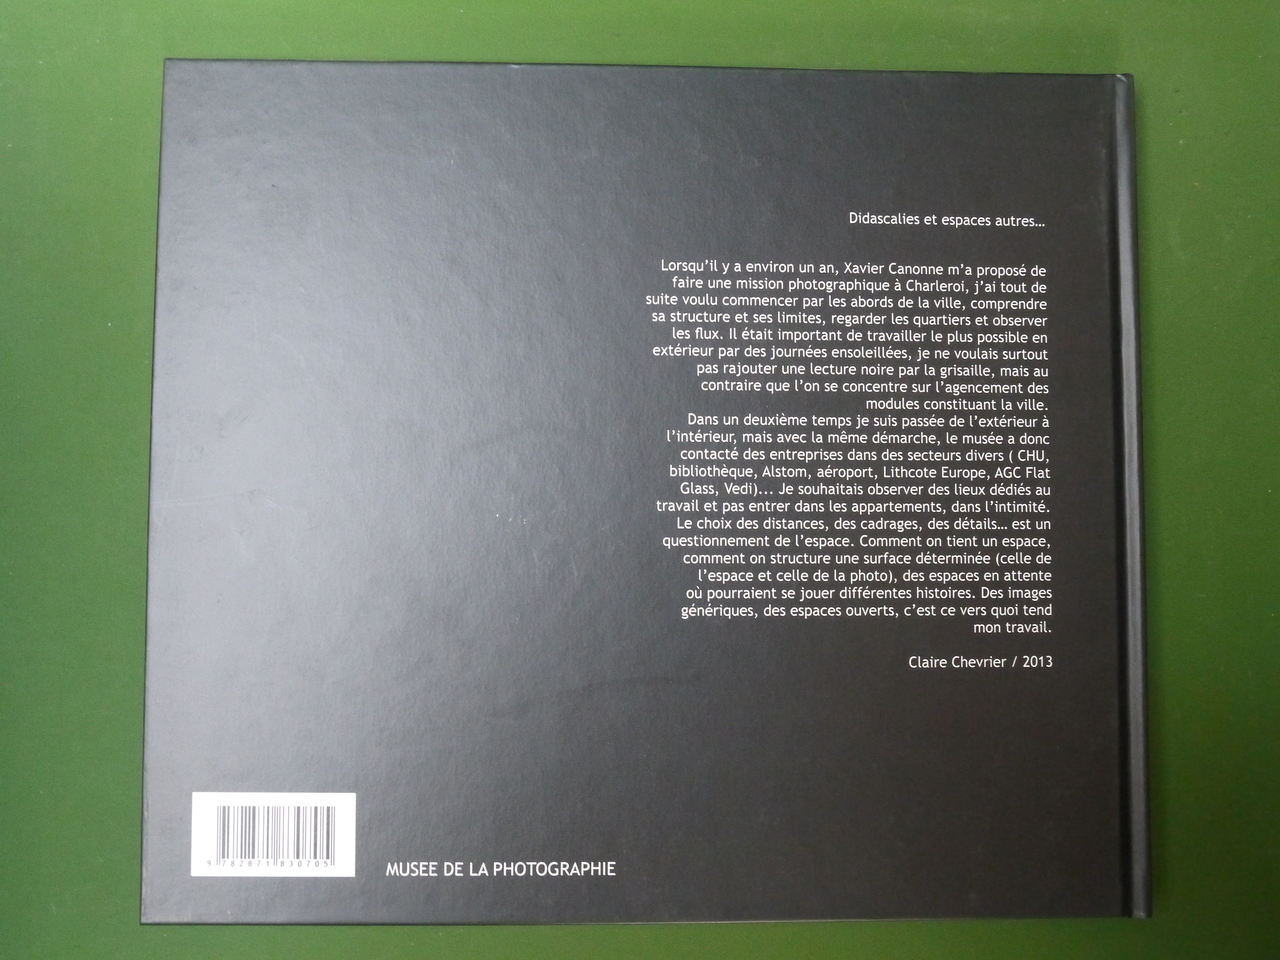 Didascalies et espaces autres...
Lorsqu'il y a environ un an, Xavier Canonne m'a proposé de
faire une mission photographique à Charleroi, j'ai tout de
suite voulu commencer par les abords de la ville, comprendre
sa structure et ses limites, regarder les quartiers et observer
les flux. Il était important de travailler le plus possible en
extérieur par des journées ensoleillées, je ne voulais surtout
pas rajouter une lecture noire par la grisaille, mais au
contraire que l'on se concentre sur l'agencement des
modules constituant la ville.
Dans un deuxième temps je suis passée de l'extérieur à
l'intérieur, mais avec la même démarche, le musée a donc
contacté des entreprises dans des secteurs divers ( CHU,
bibliothèque, Alstom, aéroport, Lithcote Europe, AGC Flat
Glass, Vedi)... Je souhaitais observer des lieux dédiés au
travail et pas entrer dans les appartements, dans l'intimité.
Le choix des distances, des cadrages, des détails... est un
questionnement de l'espace. Comment on tient un espace,
comment on structure une surface déterminée (celle de
l'espace et celle de la photo), des espaces en attente
où pourraient se jouer différentes histoires. Des images
génériques, des espaces ouverts, c'est ce vers quoi tend
mon travail.
Claire Chevrier / 2013
9 782871 830705
MUSEE DE LA PHOTOGRAPHIE